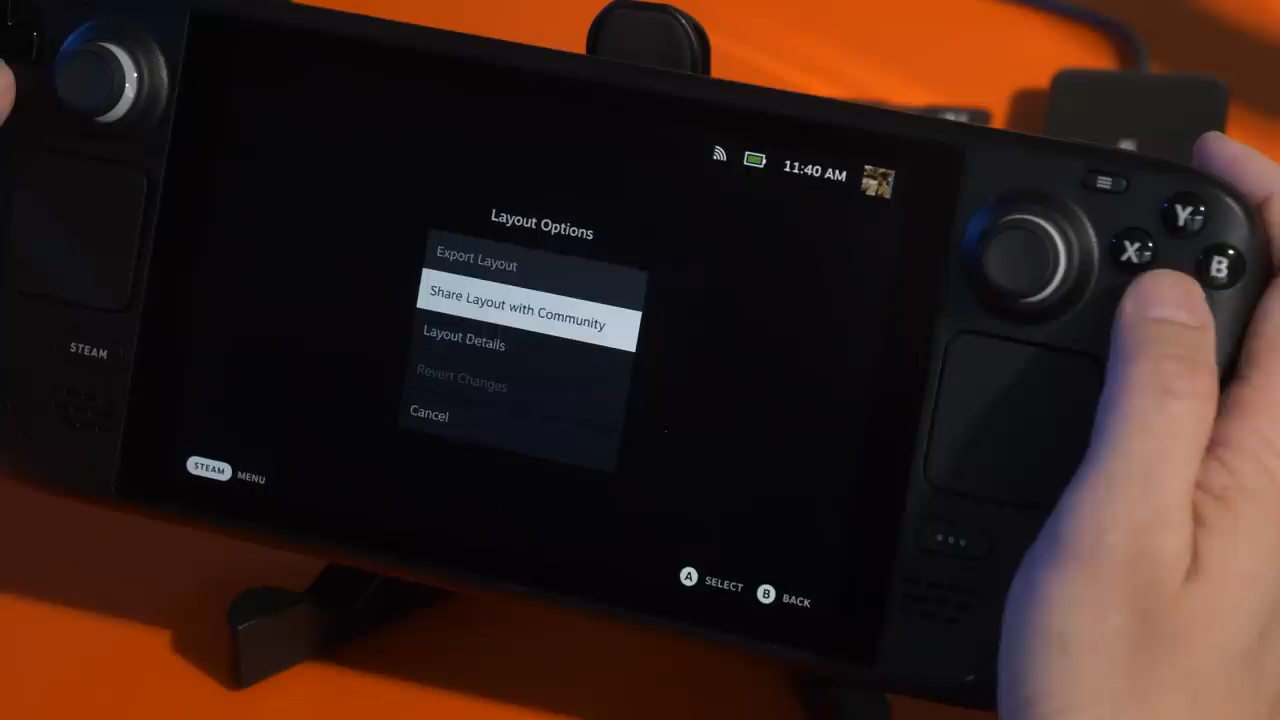 11:40 AM
Layout Options
Export Layout
Share Layout with Community
Layout Details
Revert Changes
Cancel
STEAM
STEAM MENU
A SELECT B BACK
Y
X
B